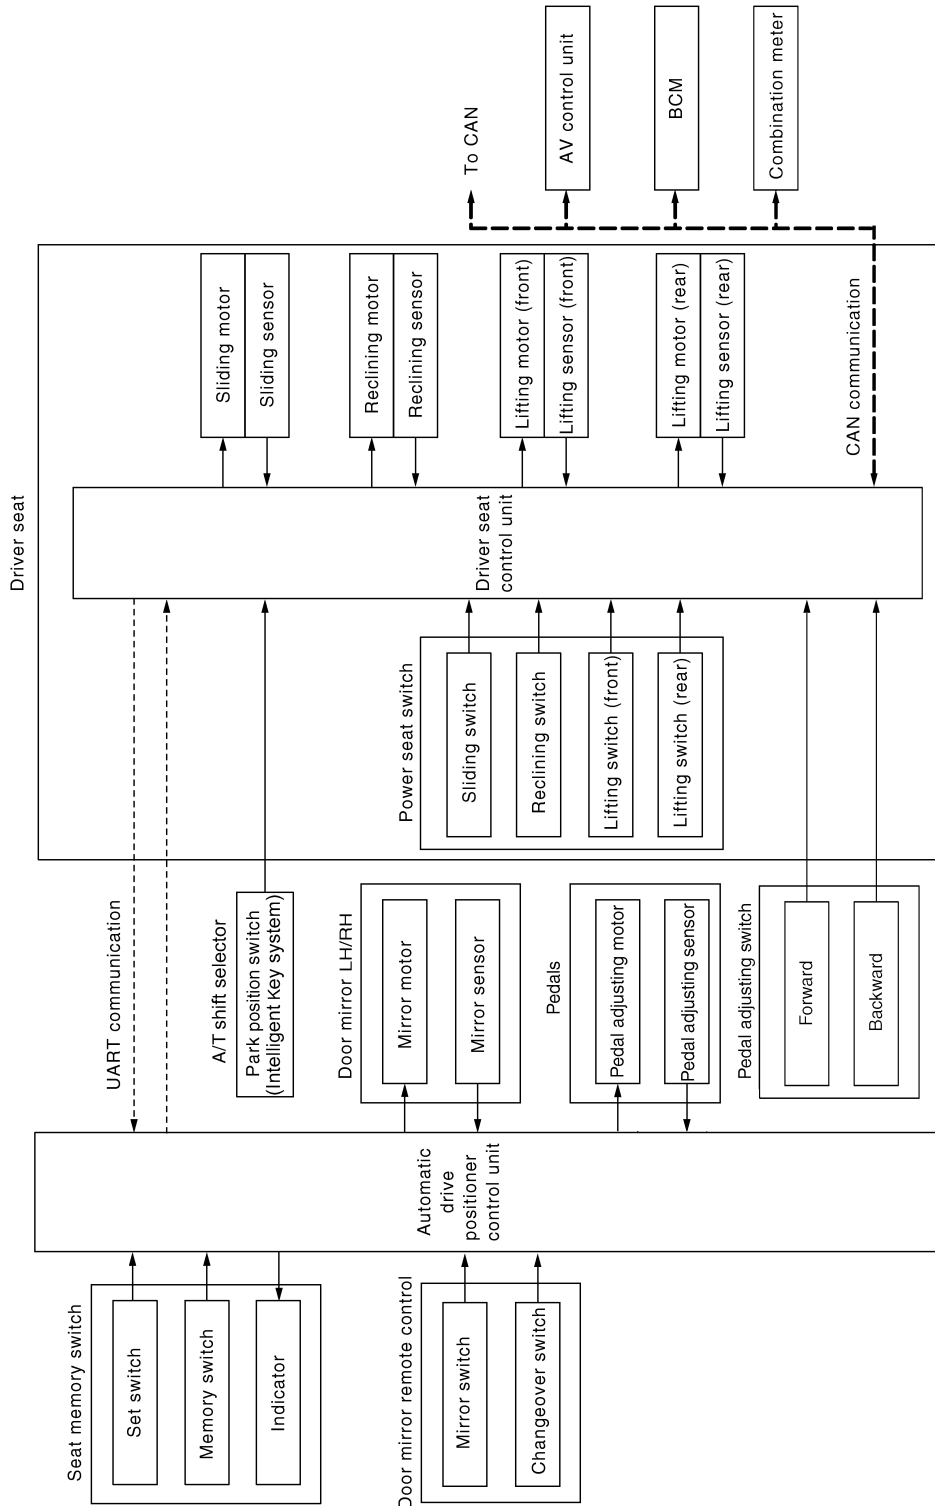 Seat memory switch
Set switch
Memory switch
Indicator
Door mirror remote control
Mirror switch
Changeover switch
Automatic
drive
positioner
control unit
UART communication
A/T shift selector
Park position switch
(Intelligent Key system)
Door mirror LH/RH
Mirror motor
Mirror sensor
Pedals
Pedal adjusting motor
Pedal adjusting sensor
Pedal adjusting switch
Forward
Backward
Driver seat
Power seat switch
Sliding switch
Reclining switch
Lifting switch (front)
Lifting switch (rear)
Driver seat
control unit
Sliding motor
Sliding sensor
Reclining motor
Reclining sensor
Lifting motor (front)
Lifting sensor (front)
Lifting motor (rear)
Lifting sensor (rear)
CAN communication
To CAN
AV control unit
BCM
Combination meter